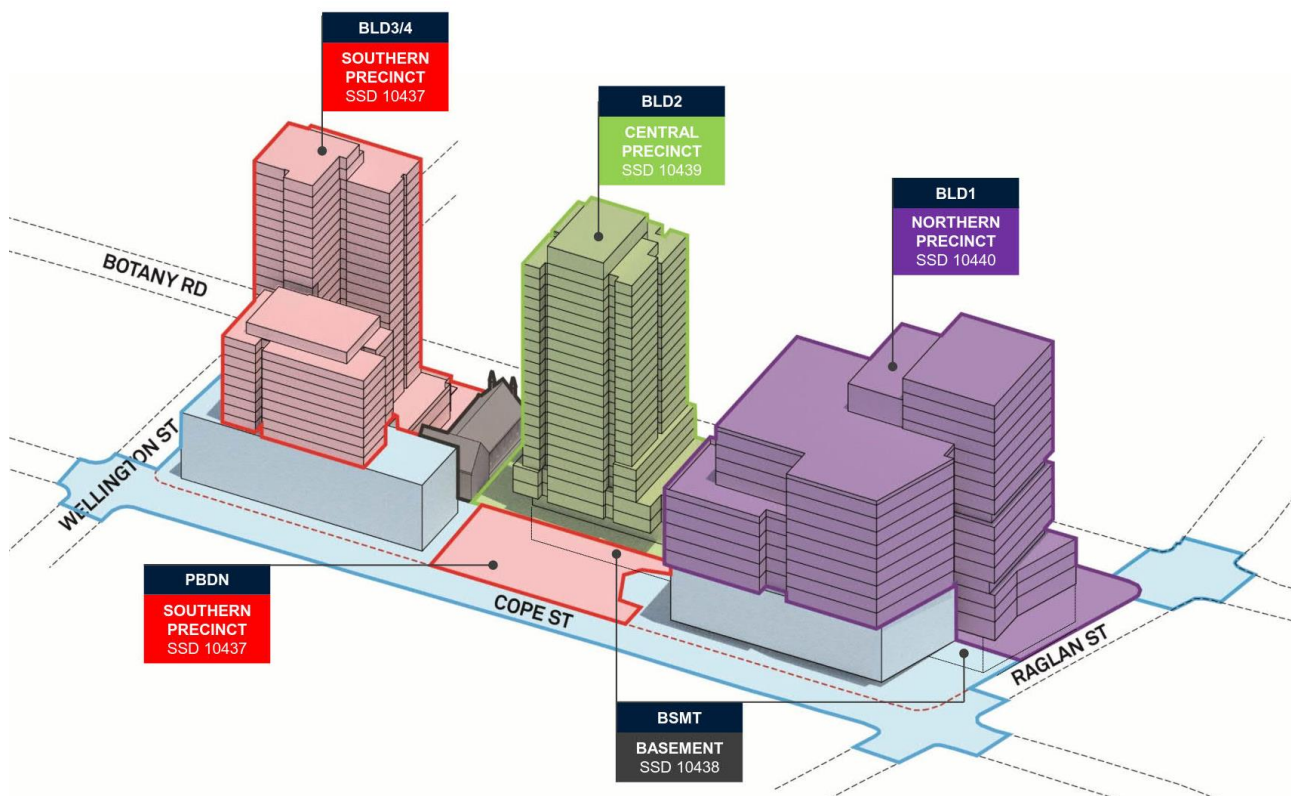 BLD3/4
SOUTHERN
PRECINCT
SSD 10437
BLD2
CENTRAL
PRECINCT
SSD 10439
BLD1
NORTHERN
PRECINCT
SSD 10440
BOTANY RD
WELLINGTON ST
PBDN
SOUTHERN
PRECINCT
SSD 10437
COPE ST
RAGLAN ST
BSMT
BASEMENT
SSD 10438